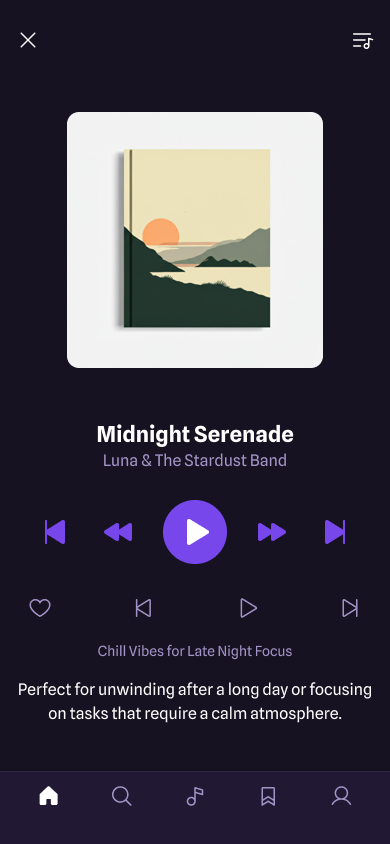 Midnight Serenade
Luna & The Stardust Band
Chill Vibes for Late Night Focus
Perfect for unwinding after a long day or focusing
on tasks that require a calm atmosphere.